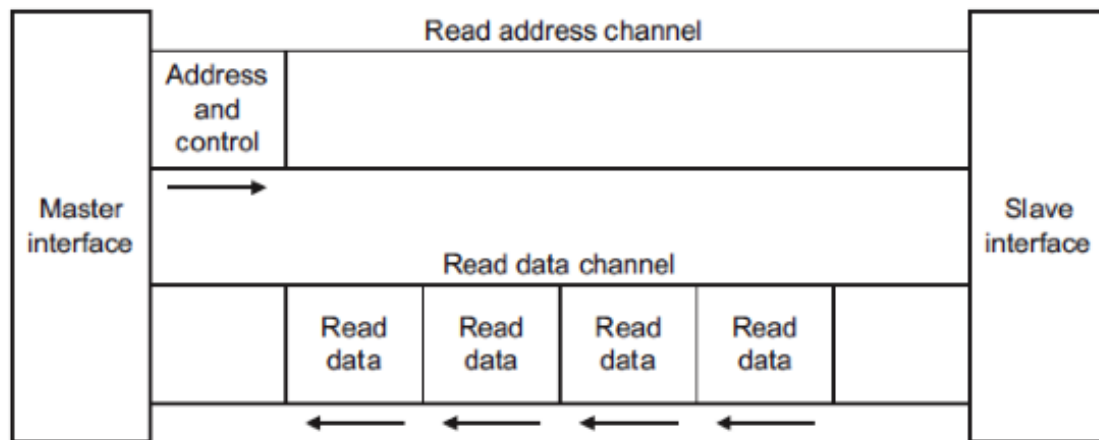 Read address channel
Address
and
control
Master
interface
Slave
interface
Read data channel
Read
data
Read
data
Read
data
Read
data